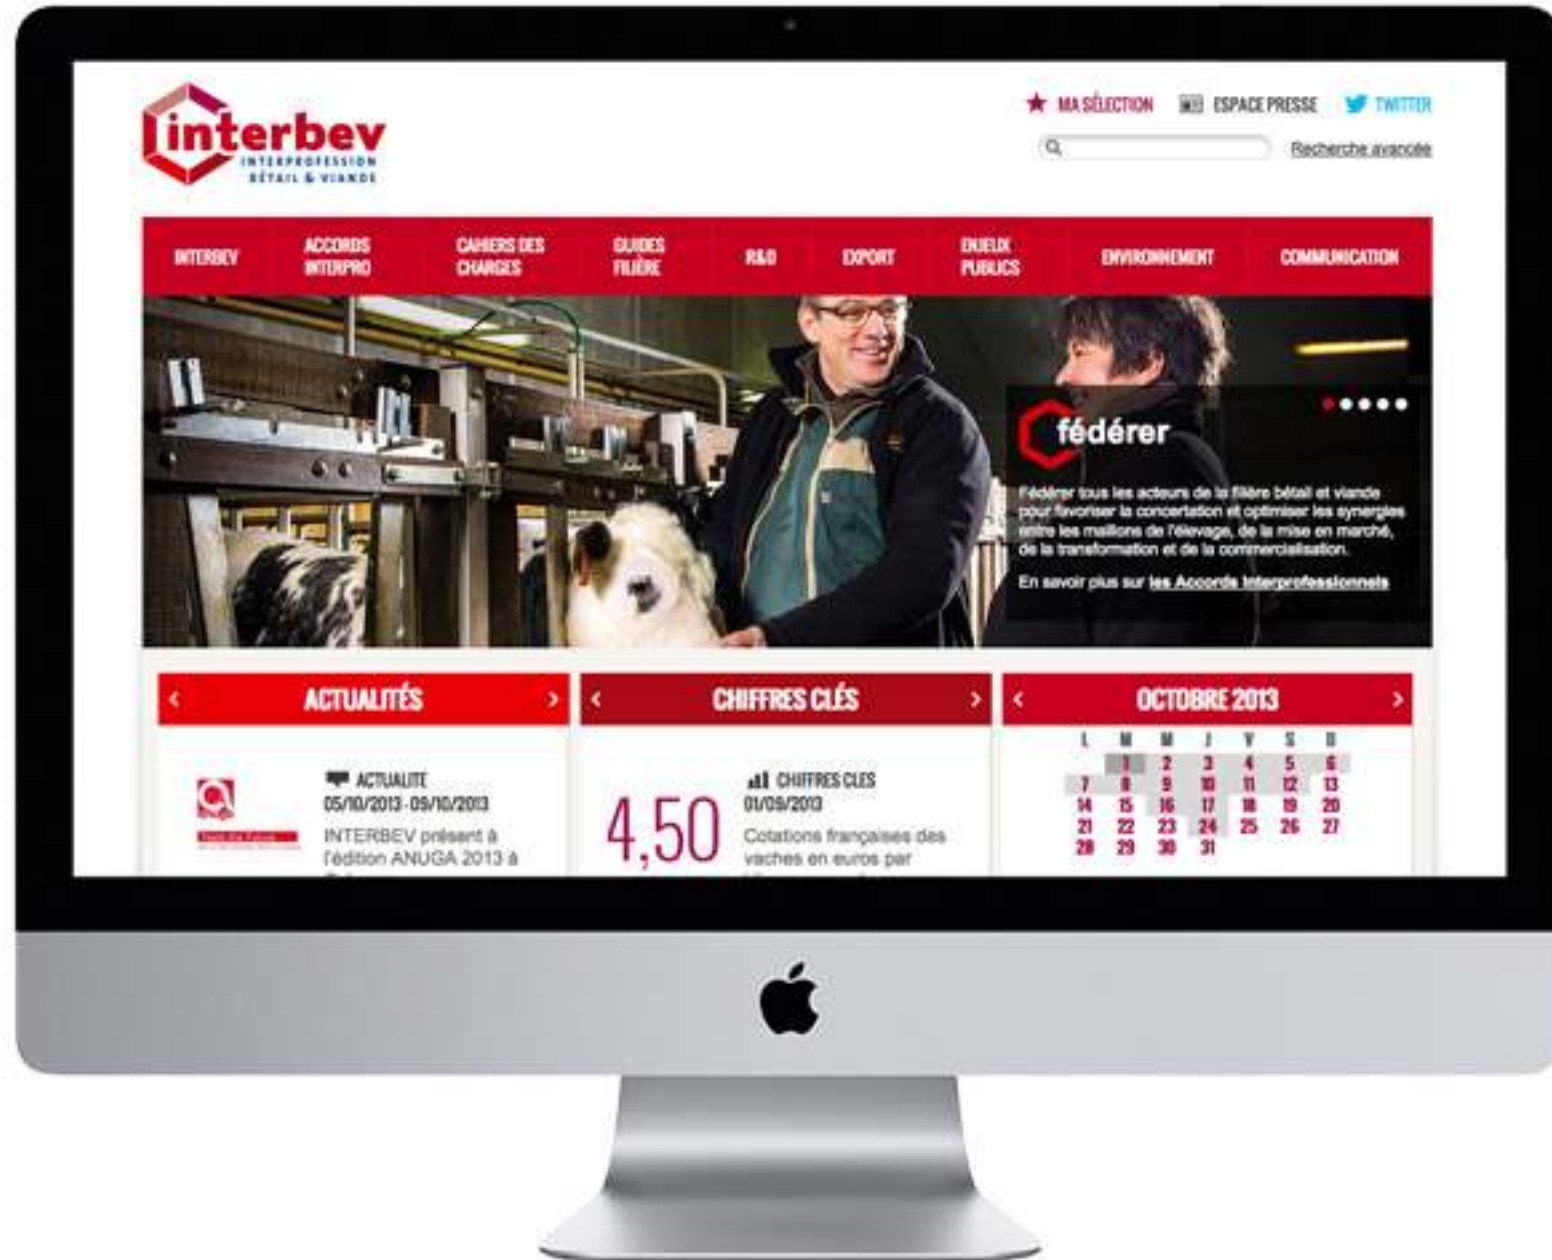 interbev
INTERPROFESSION
BÉTAIL & VIANDE
MA SÉLECTION
ESPACE PRESSE
TWITTER
Recherche avancée
INTERBEV
ACCORDS
INTERPRO
CAHIERS DES
CHARGES
GUIDES
FILIÈRE
R&D
EXPORT
ENJEUX
PUBLICS
ENVIRONNEMENT
COMMUNICATION
fédérer
Fédérer tous les acteurs de la filière bétail et viande
pour favoriser la concertation et optimiser les synergies
entre les maillons de l'élevage, de la mise en marché,
de la transformation et de la commercialisation.
En savoir plus sur les Accords Interprofessionnels
ACTUALITÉS
ACTUALITE
05/10/2013 - 09/10/2013
INTERBEV présent à
l'édition ANUGA 2013 à
CHIFFRES CLÉS
4,50
CHIFFRES CLES
01/09/2013
Cotations françaises des
vaches en euros par
OCTOBRE 2013
L M M J V S D
1 2 3 4 5 6
7 8 9 10 11 12 13
14 15 16 17 18 19 20
21 22 23 24 25 26 27
28 29 30 31